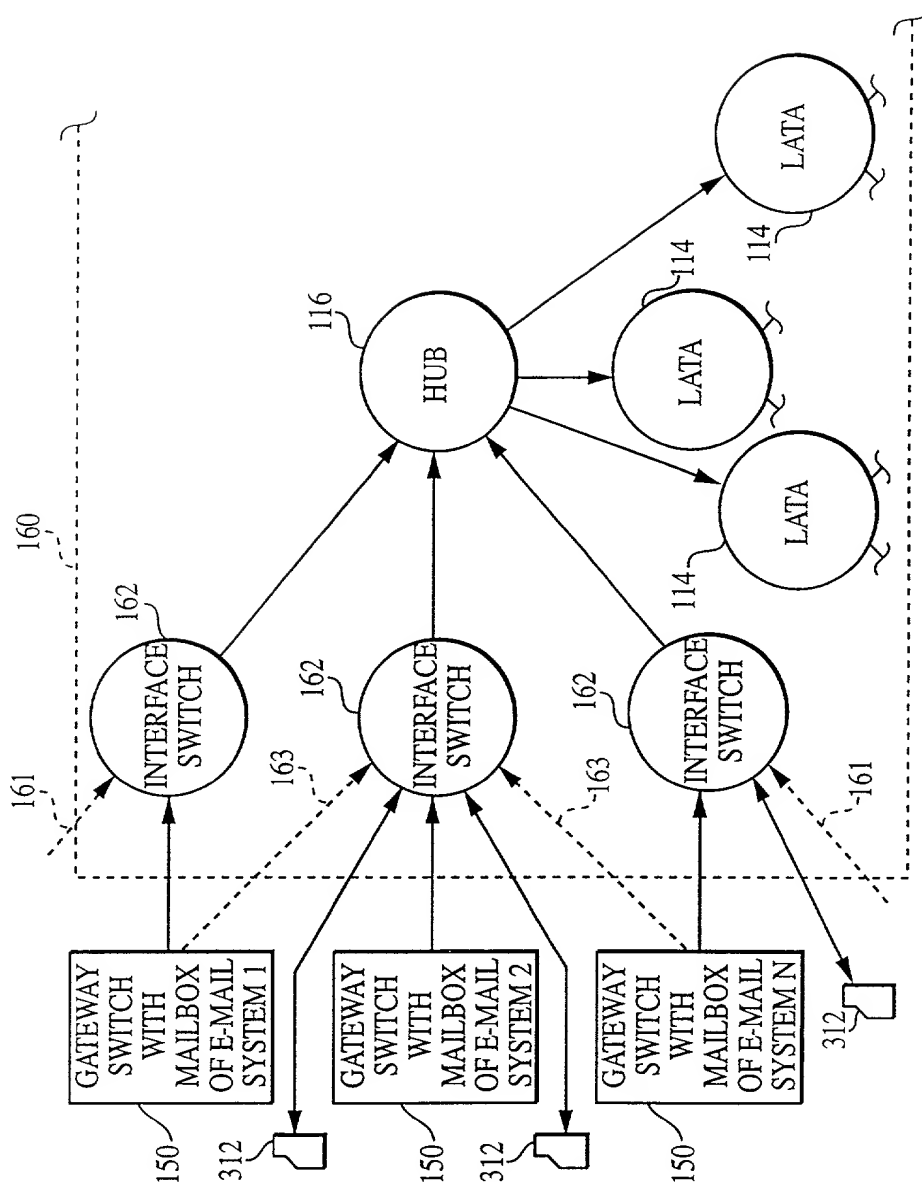 160
161
162
INTERFACE
SWITCH
163
162
INTERFACE
SWITCH
163
162
INTERFACE
SWITCH
161
116
HUB
114
LATA
114
LATA
114
LATA
GATEWAY
SWITCH
WITH
MAILBOX
OF E-MAIL
SYSTEM 1
150
312
GATEWAY
SWITCH
WITH
MAILBOX
OF E-MAIL
SYSTEM 2
150
312
GATEWAY
SWITCH
WITH
MAILBOX
OF E-MAIL
SYSTEM N
150
312